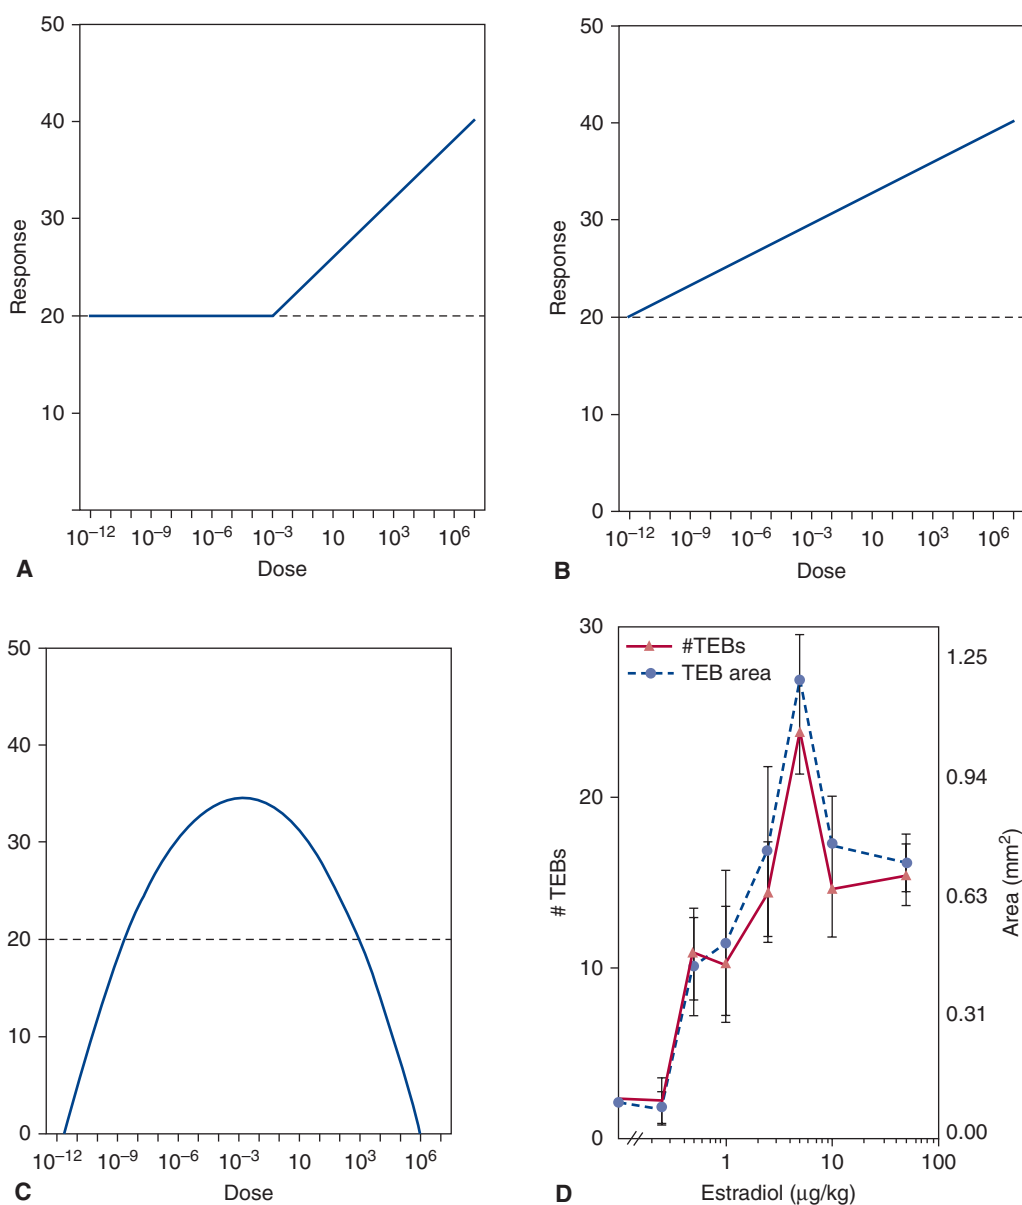 50
40
30
20
10
Response
10⁻¹² 10⁻⁹ 10⁻⁶ 10⁻³ 10 10³ 10⁶
Dose
A
50
40
30
20
10
0
Response
10⁻¹² 10⁻⁹ 10⁻⁶ 10⁻³ 10 10³ 10⁶
Dose
B
50
40
30
20
10
0
10⁻¹² 10⁻⁹ 10⁻⁶ 10⁻³ 10 10³ 10⁶
Dose
C
#TEBs
TEB area
30
20
10
0
# TEBs
1.25
0.94
0.63
0.31
0.00
Area (mm²)
1 10 100
Estradiol (μg/kg)
D